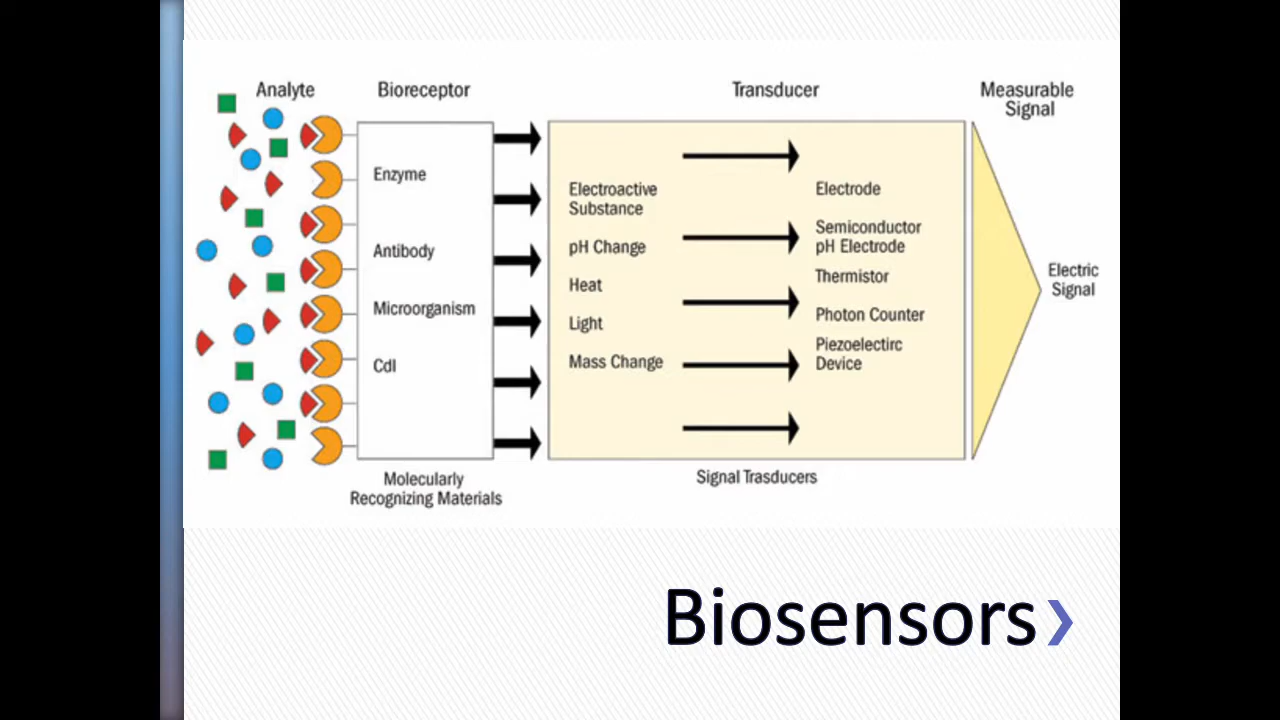 Analyte
Bioreceptor
Transducer
Measurable
Signal
Enzyme
Antibody
Microorganism
Cdl
Electroactive
Substance
pH Change
Heat
Light
Mass Change
Electrode
Semiconductor
pH Electrode
Thermistor
Photon Counter
Piezoelectirc
Device
Electric
Signal
Molecularly
Recognizing Materials
Signal Trasducers
Biosensors